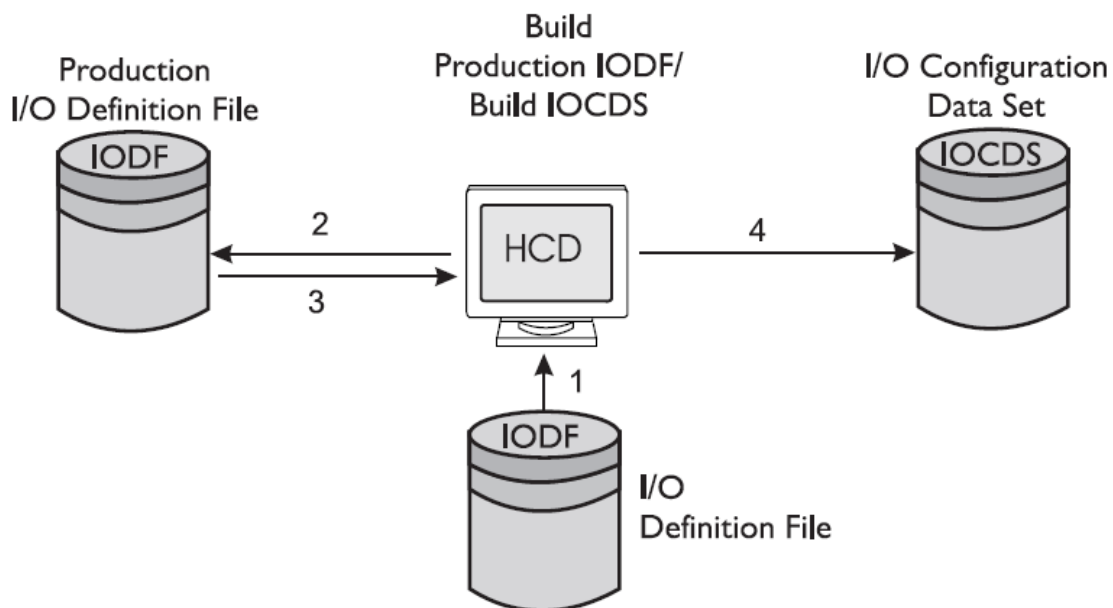 Build
Production IODF/
Build IOCDS
Production
I/O Definition File
I/O Configuration
Data Set
IODF
IOCDS
2
HCD
4
3
1
IODF
I/O
Definition File